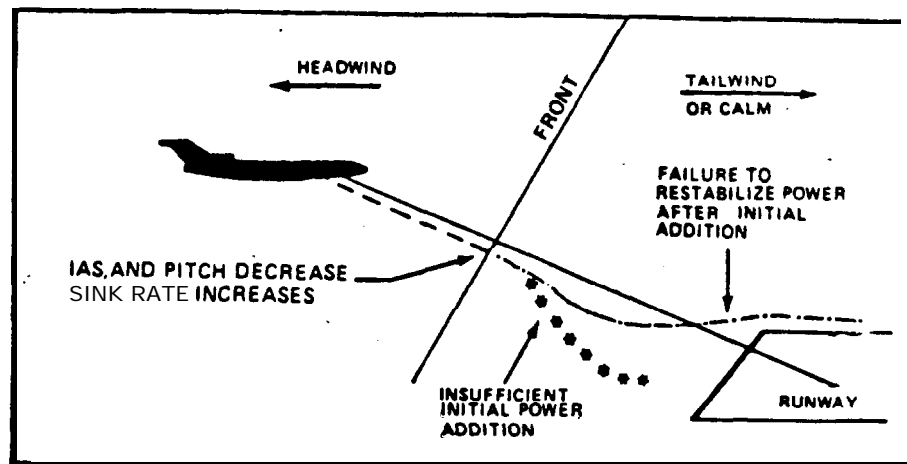 HEADWIND
TAILWIND
OR CALM
FRONT
FAILURE TO
RESTABILIZE POWER
AFTER INITIAL
ADDITION
IAS, AND PITCH DECREASE
SINK RATE INCREASES
INSUFFICIENT
INITIAL POWER
ADDITION
RUNWAY